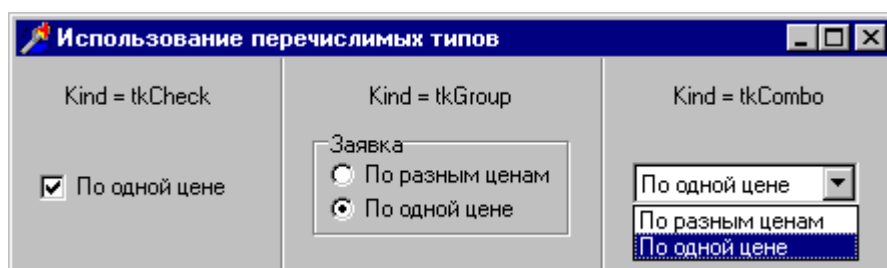 Использование перечислимых типов
Kind = tkCheck
Kind = tkGroup
Kind = tkCombo
По одной цене
Заявка
По разным ценам
По одной цене
По одной цене
По разным ценам
По одной цене